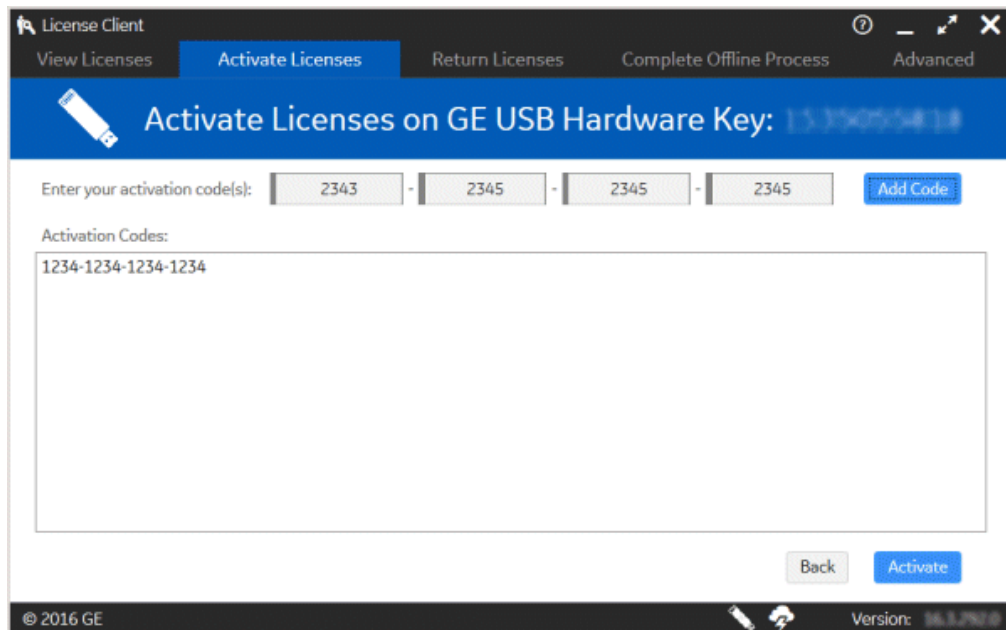 License Client
View Licenses Activate Licenses Return Licenses Complete Offline Process Advanced
Activate Licenses on GE USB Hardware Key:
Enter your activation code(s): 2343 - 2345 - 2345 - 2345 Add Code
Activation Codes:
1234-1234-1234-1234
Back Activate
© 2016 GE Version: